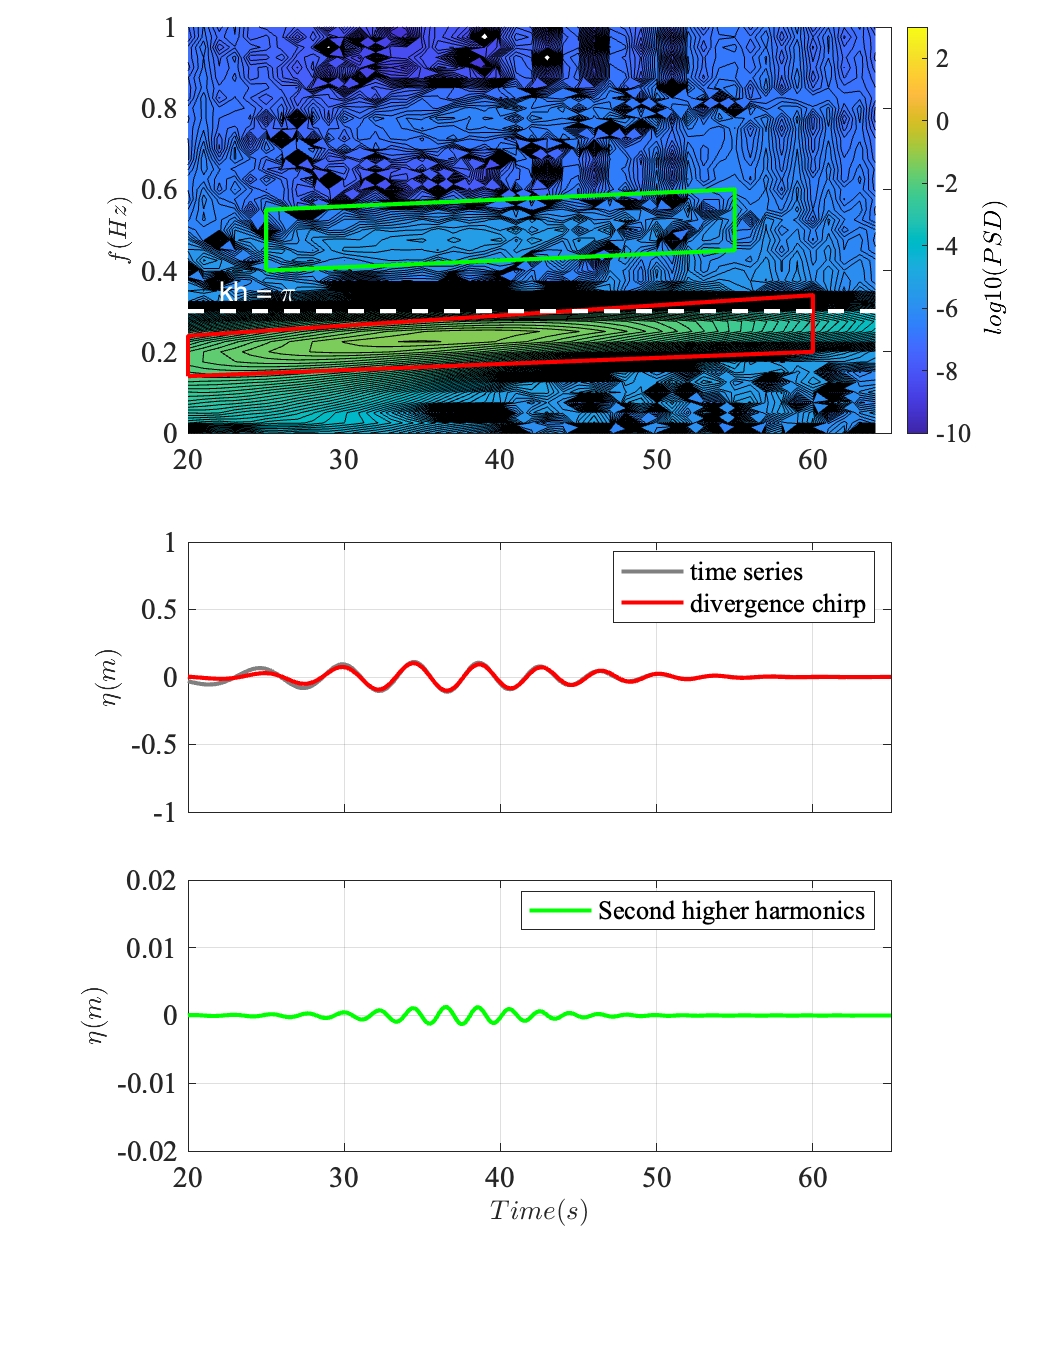 1
0.8
0.6
0.4
0.2
0
f(Hz)
kh = π
20 30 40 50 60
2
0
-2
-4
-6
-8
-10
log10(PSD)
1
0.5
0
-0.5
-1
η(m)
time series
divergence chirp
0.02
0.01
0
-0.01
-0.02
η(m)
Second higher harmonics
20 30 40 50 60
Time(s)